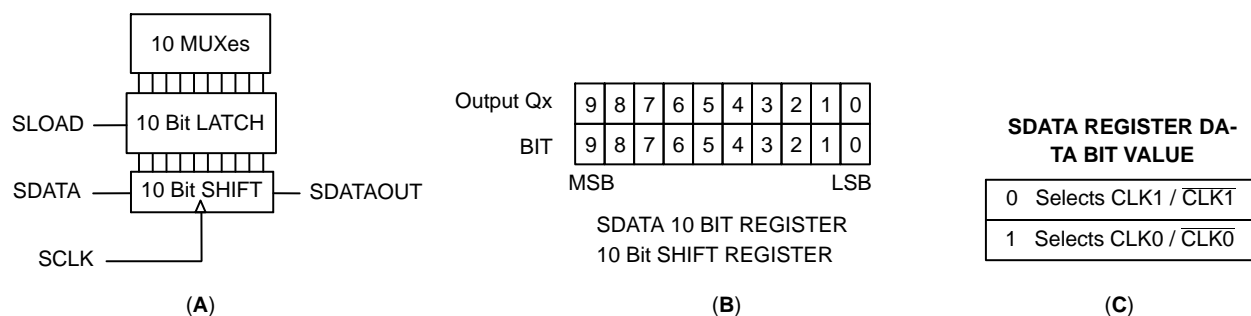 10 MUXes
SLOAD
10 Bit LATCH
SDATA
10 Bit SHIFT
SDATAOUT
SCLK
(A)
Output Qx 9 8 7 6 5 4 3 2 1 0
BIT 9 8 7 6 5 4 3 2 1 0
MSB LSB
SDATA 10 BIT REGISTER
10 Bit SHIFT REGISTER
(B)
SDATA REGISTER DA-
TA BIT VALUE
0 Selects CLK1 / C̅L̅K̅1̅
1 Selects CLK0 / C̅L̅K̅0̅
(C)